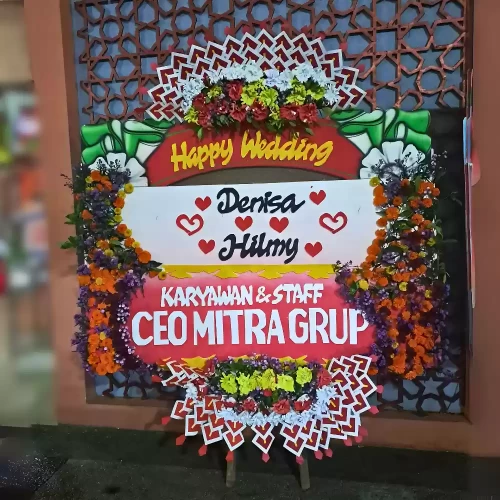 Happy Wedding
Denisa
Hilmy
KARYAWAN & STAFF
CEO MITRA GRUP